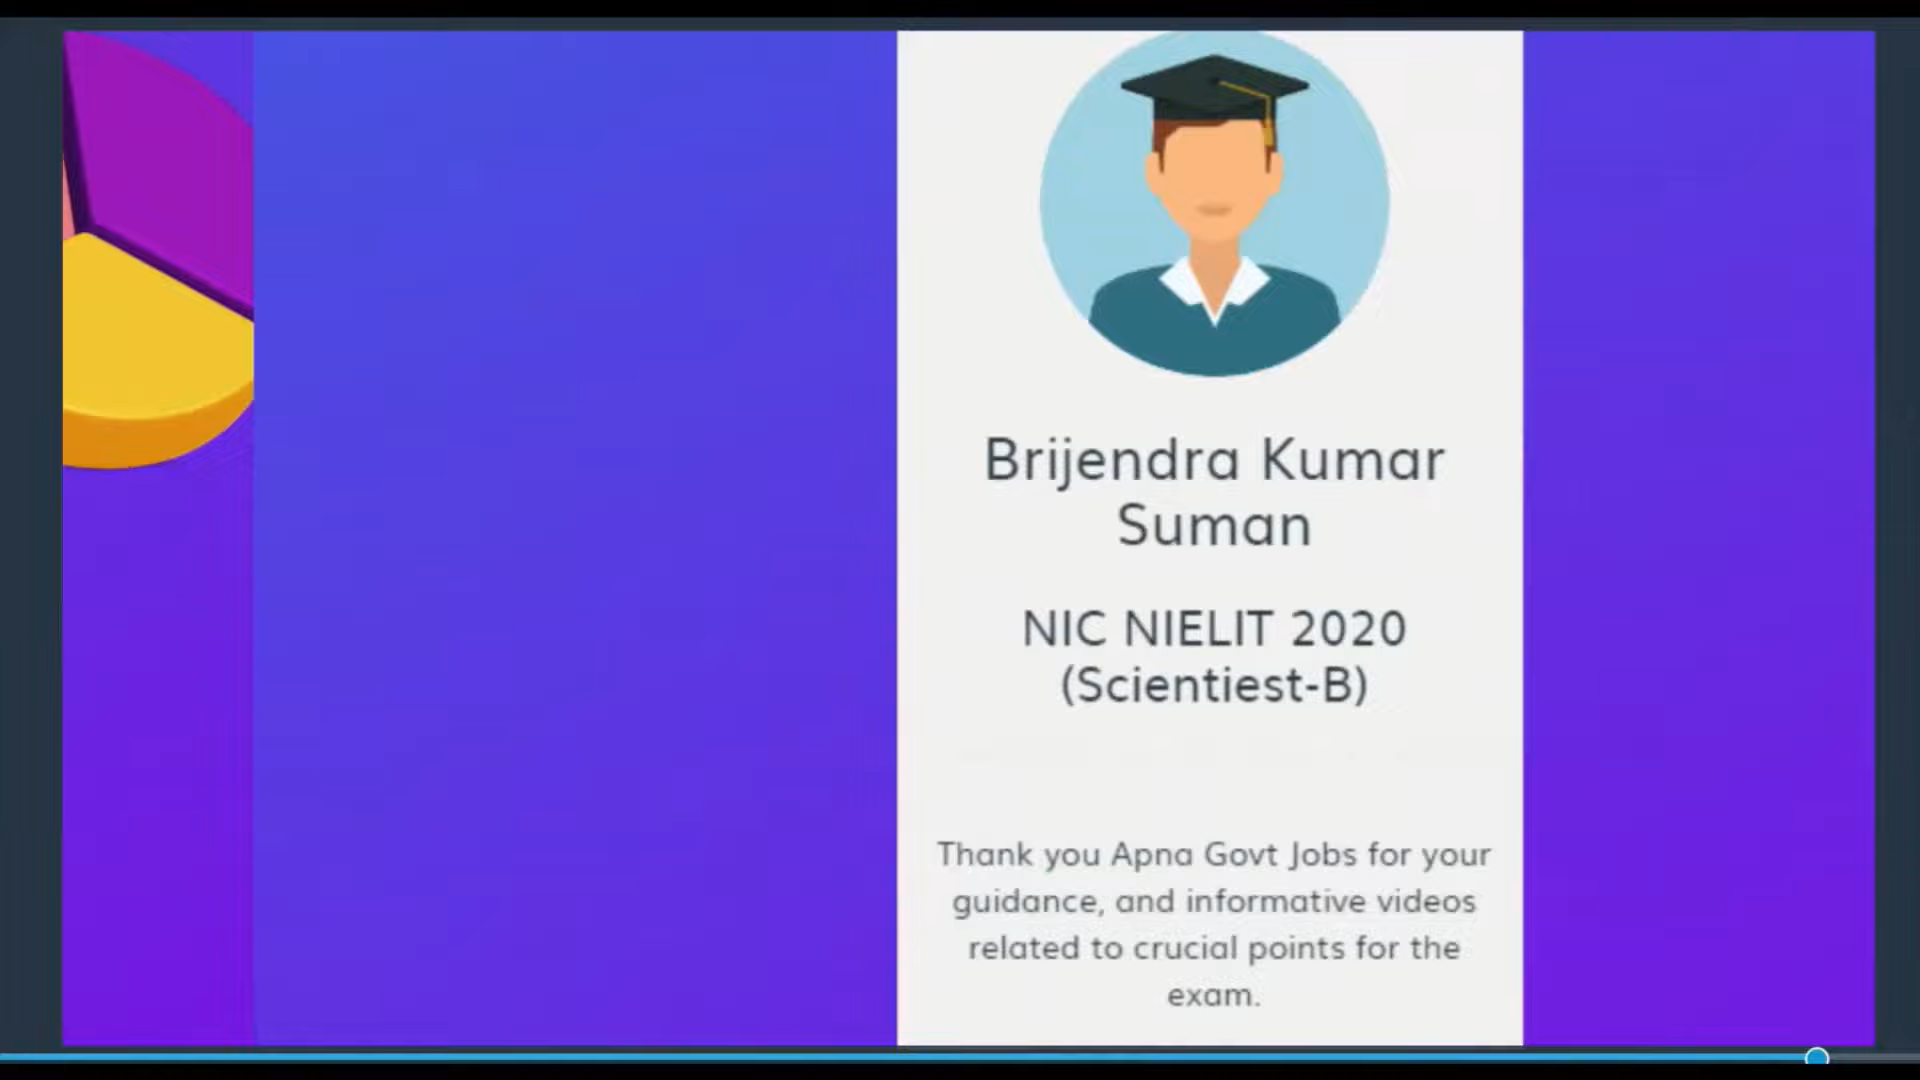 Brijendra Kumar
Suman
NIC NIELIT 2020
(Scientiest-B)
Thank you Apna Govt Jobs for your
guidance, and informative videos
related to crucial points for the
exam.